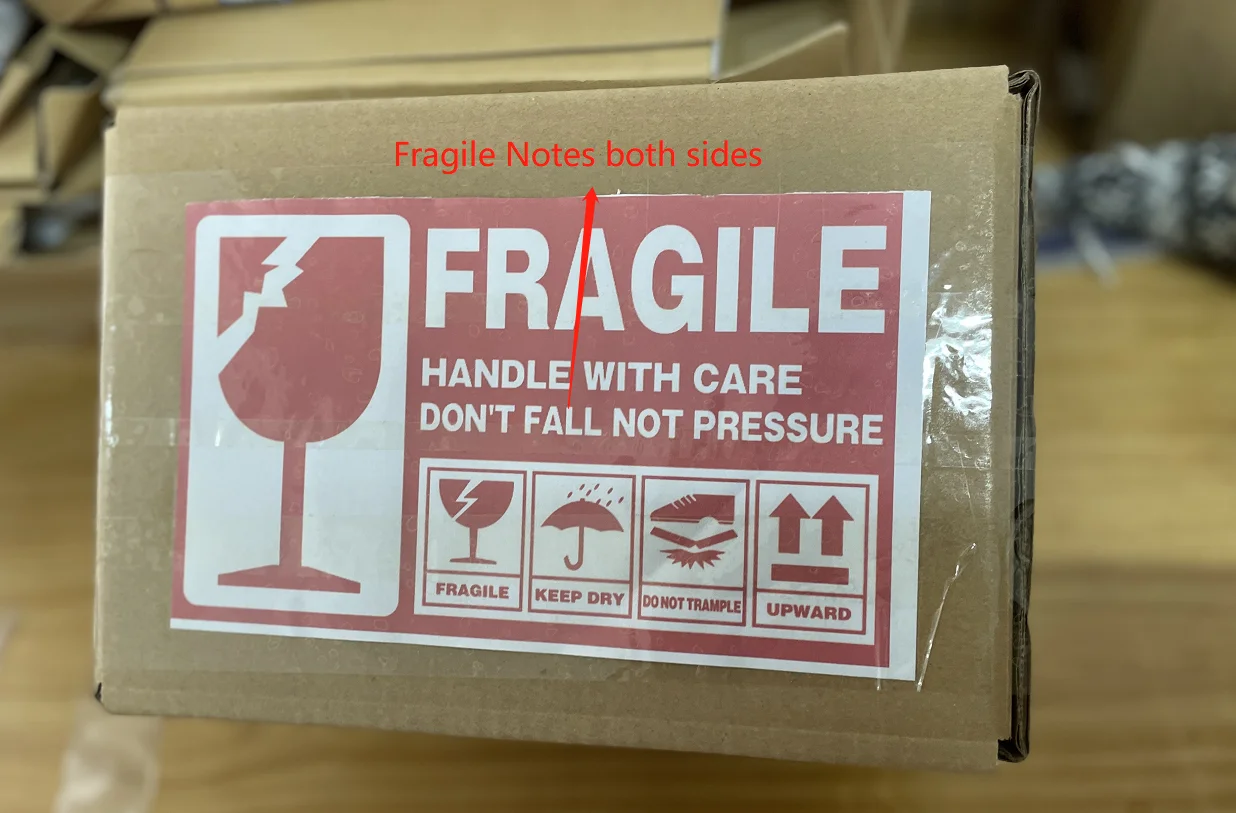 Fragile Notes both sides
FRAGILE
HANDLE WITH CARE
DON'T FALL NOT PRESSURE
FRAGILE
KEEP DRY
DO NOT TRAMPLE
UPWARD